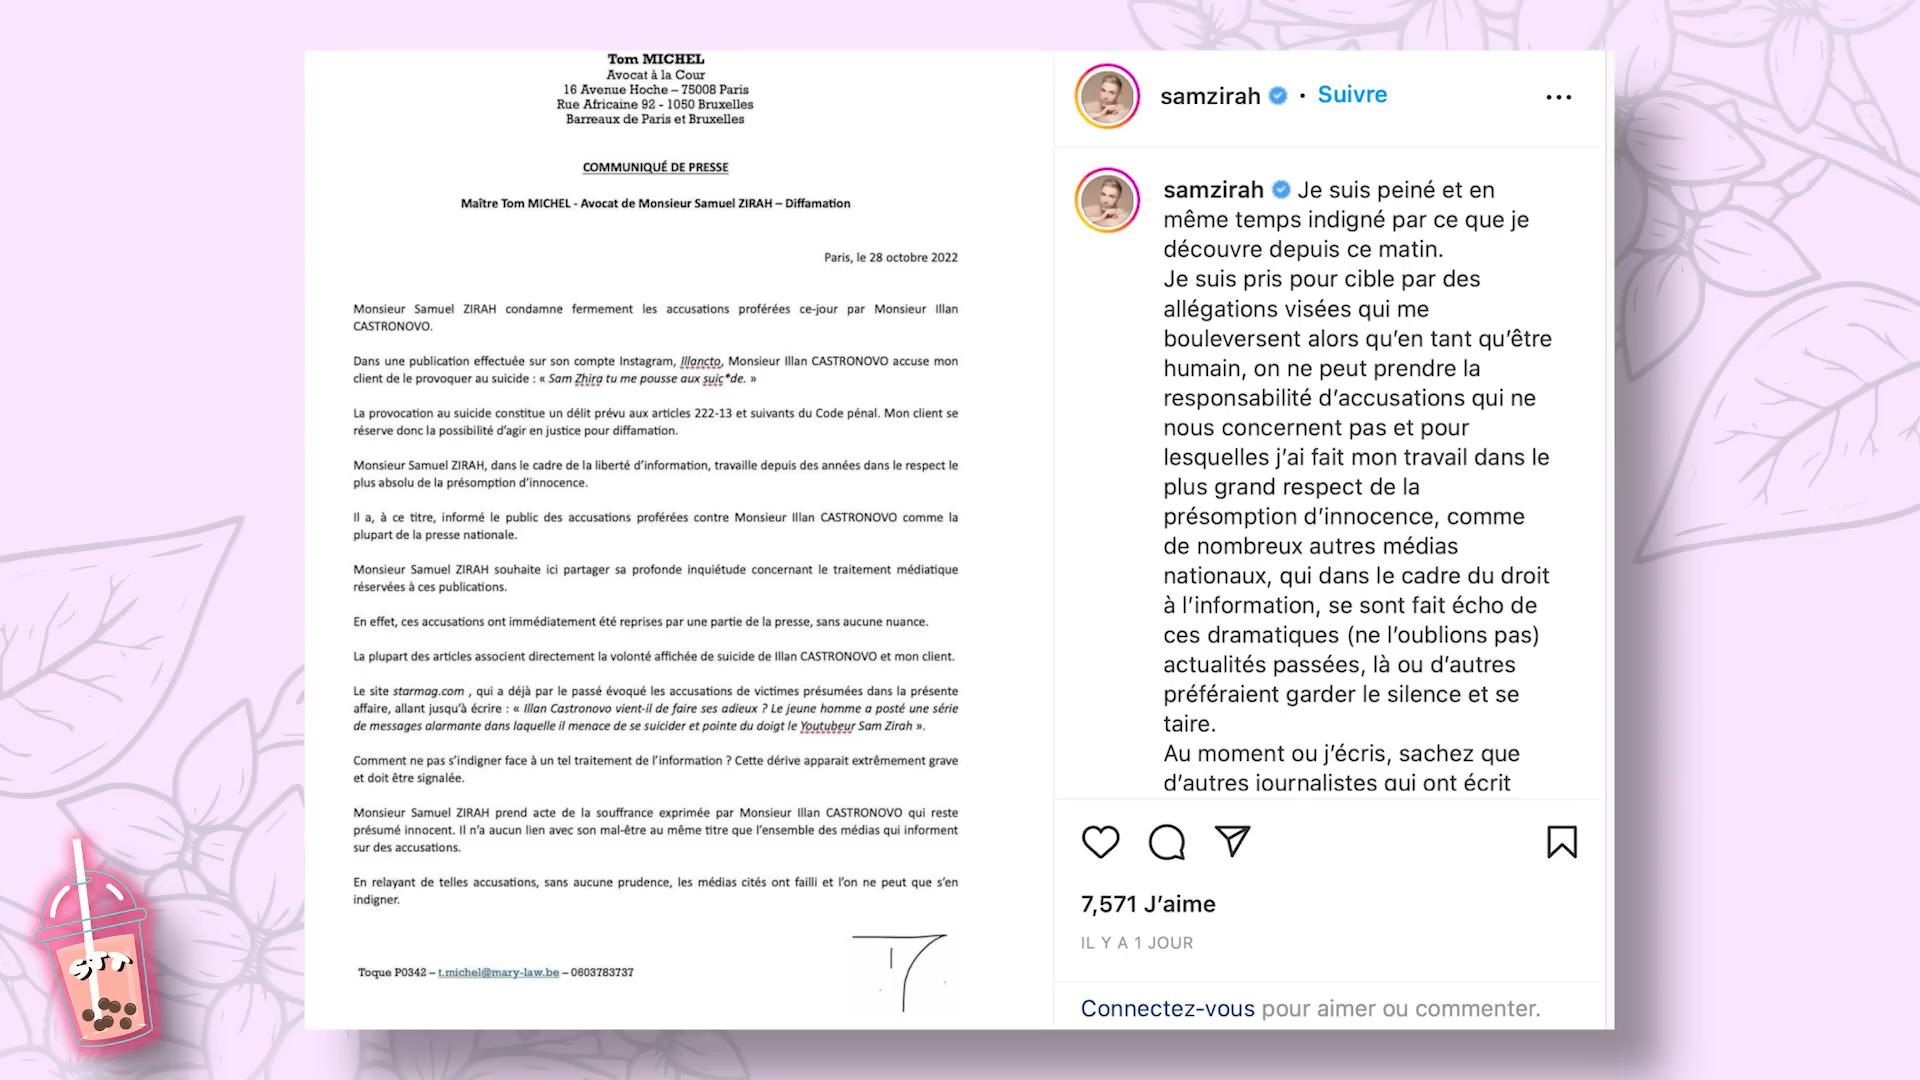 Tom MICHEL
Avocat à la Cour
16 Avenue Hoche – 75008 Paris
Rue Africaine 92 - 1050 Bruxelles
Barreaux de Paris et Bruxelles
COMMUNIQUÉ DE PRESSE
Maître Tom MICHEL - Avocat de Monsieur Samuel ZIRAH – Diffamation
Paris, le 28 octobre 2022
Monsieur Samuel ZIRAH condamne fermement les accusations proférées ce-jour par Monsieur Illan
CASTRONOVO.
Dans une publication effectuée sur son compte Instagram, Illancto, Monsieur Illan CASTRONOVO accuse mon
client de le provoquer au suicide : « Sam Zhira tu me pousse aux suic*de. »
La provocation au suicide constitue un délit prévu aux articles 222-13 et suivants du Code pénal. Mon client se
réserve donc la possibilité d’agir en justice pour diffamation.
Monsieur Samuel ZIRAH, dans le cadre de la liberté d’information, travaille depuis des années dans le respect le
plus absolu de la présomption d’innocence.
Il a, à ce titre, informé le public des accusations proférées contre Monsieur Illan CASTRONOVO comme la
plupart de la presse nationale.
Monsieur Samuel ZIRAH souhaite ici partager sa profonde inquiétude concernant le traitement médiatique
réservées à ces publications.
En effet, ces accusations ont immédiatement été reprises par une partie de la presse, sans aucune nuance.
La plupart des articles associent directement la volonté affichée de suicide de Illan CASTRONOVO et mon client.
Le site starmag.com , qui a déjà par le passé évoqué les accusations de victimes présumées dans la présente
affaire, allant jusqu’à écrire : « Illan Castronovo vient-il de faire ses adieux ? Le jeune homme a posté une série
de messages alarmante dans laquelle il menace de se suicider et pointe du doigt le Youtubeur Sam Zirah ».
Comment ne pas s’indigner face à un tel traitement de l’information ? Cette dérive apparait extrêmement grave
et doit être signalée.
Monsieur Samuel ZIRAH prend acte de la souffrance exprimée par Monsieur Illan CASTRONOVO qui reste
présumé innocent. Il n’a aucun lien avec son mal-être au même titre que l’ensemble des médias qui informent
sur des accusations.
En relayant de telles accusations, sans aucune prudence, les médias cités ont failli et l’on ne peut que s’en
indigner.
Toque P0342 – t.michel@mary-law.be – 0603783737
samzirah • Suivre
samzirah Je suis peiné et en
même temps indigné par ce que je
découvre depuis ce matin.
Je suis pris pour cible par des
allégations visées qui me
bouleversent alors qu’en tant qu’être
humain, on ne peut prendre la
responsabilité d’accusations qui ne
nous concernent pas et pour
lesquelles j’ai fait mon travail dans le
plus grand respect de la
présomption d’innocence, comme
de nombreux autres médias
nationaux, qui dans le cadre du droit
à l’information, se sont fait écho de
ces dramatiques (ne l’oublions pas)
actualités passées, là ou d’autres
préféraient garder le silence et se
taire.
Au moment ou j’écris, sachez que
d’autres journalistes qui ont écrit
7,571 J’aime
IL Y A 1 JOUR
Connectez-vous pour aimer ou commenter.
STT